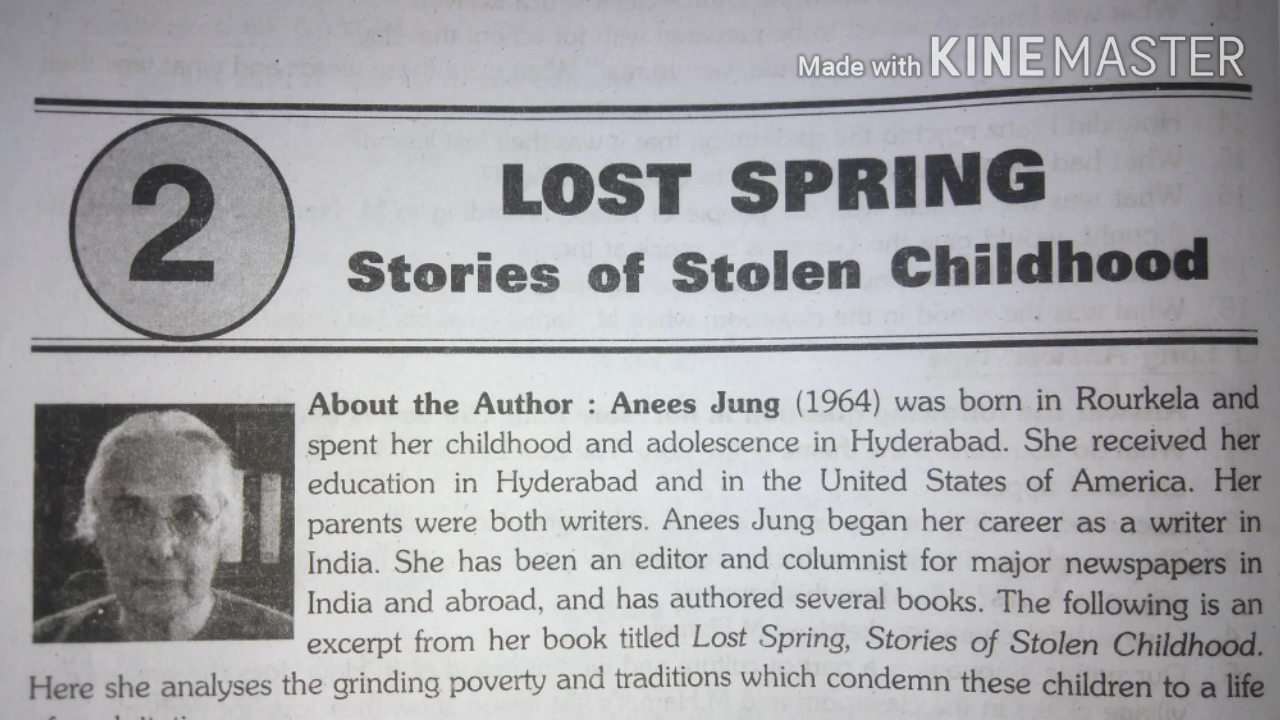 Made with KINEMASTER
2
LOST SPRING
Stories of Stolen Childhood
About the Author : Anees Jung (1964) was born in Rourkela and
spent her childhood and adolescence in Hyderabad. She received her
education in Hyderabad and in the United States of America. Her
parents were both writers. Anees Jung began her career as a writer in
India. She has been an editor and columnist for major newspapers in
India and abroad, and has authored several books. The following is an
excerpt from her book titled Lost Spring, Stories of Stolen Childhood.
Here she analyses the grinding poverty and traditions which condemn these children to a life